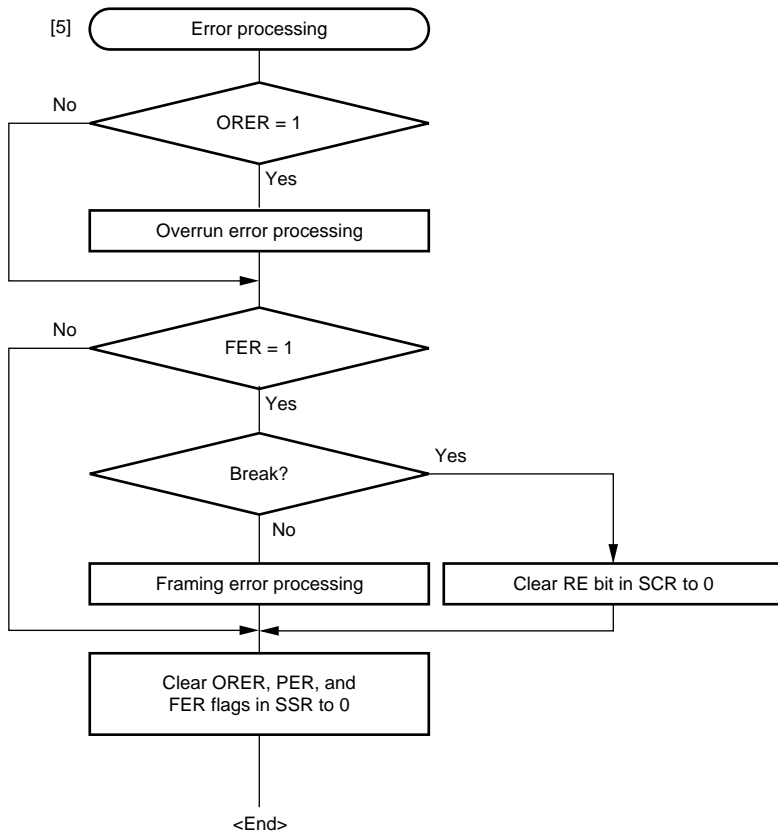 [5]
Error processing
No
ORER = 1
Yes
Overrun error processing
No
FER = 1
Yes
Break?
Yes
No
Framing error processing
Clear RE bit in SCR to 0
Clear ORER, PER, and
FER flags in SSR to 0
<End>